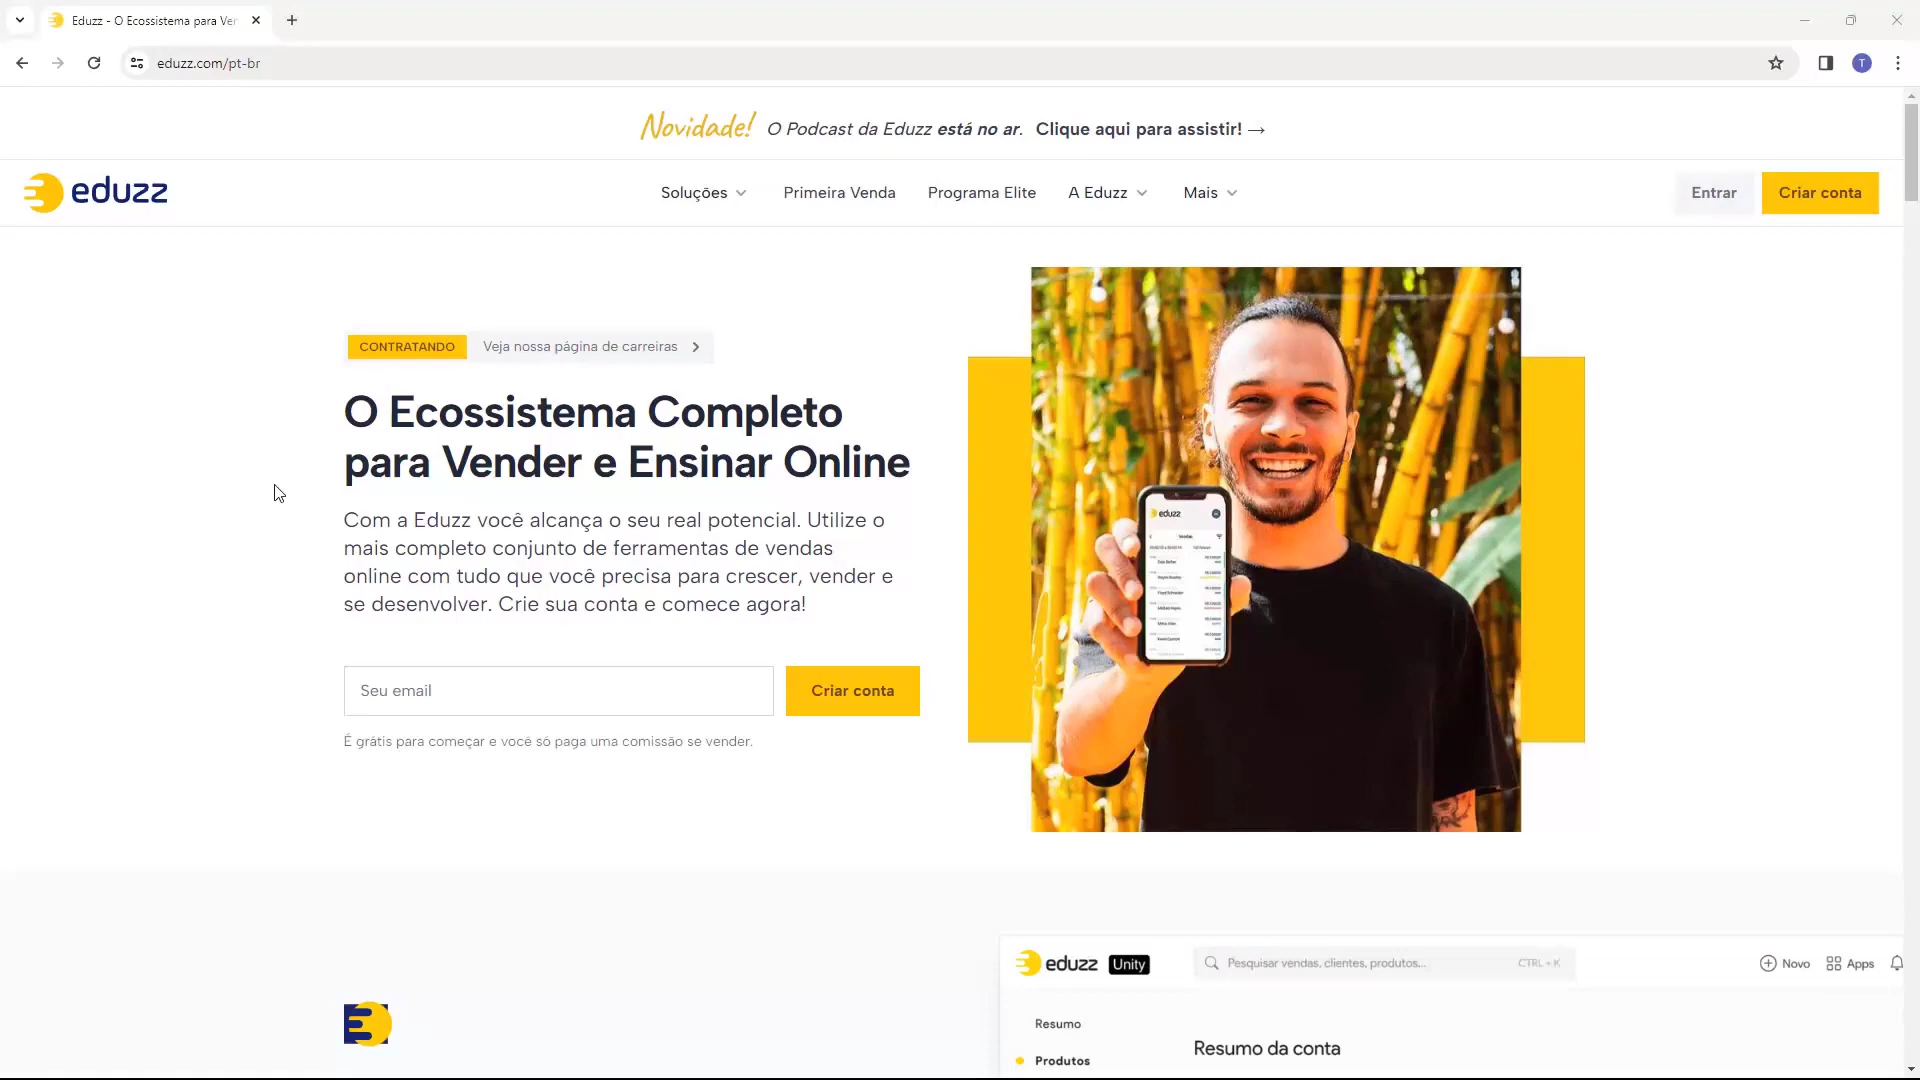 Eduzz - O Ecossistema para Ver
eduzz.com/pt-br
T
Novidade! O Podcast da Eduzz está no ar. Clique aqui para assistir! →
eduzz
Soluções
Primeira Venda
Programa Elite
A Eduzz
Mais
Entrar
Criar conta
CONTRATANDO
Veja nossa página de carreiras
O Ecossistema Completo
para Vender e Ensinar Online
Com a Eduzz você alcança o seu real potencial. Utilize o
mais completo conjunto de ferramentas de vendas
online com tudo que você precisa para crescer, vender e
se desenvolver. Crie sua conta e comece agora!
Seu email
Criar conta
É grátis para começar e você só paga uma comissão se vender.
eduzz
Vendas
eduzz Unity
Pesquisar vendas, clientes, produtos...
CTRL + K
Novo
Apps
Resumo
Produtos
Resumo da conta